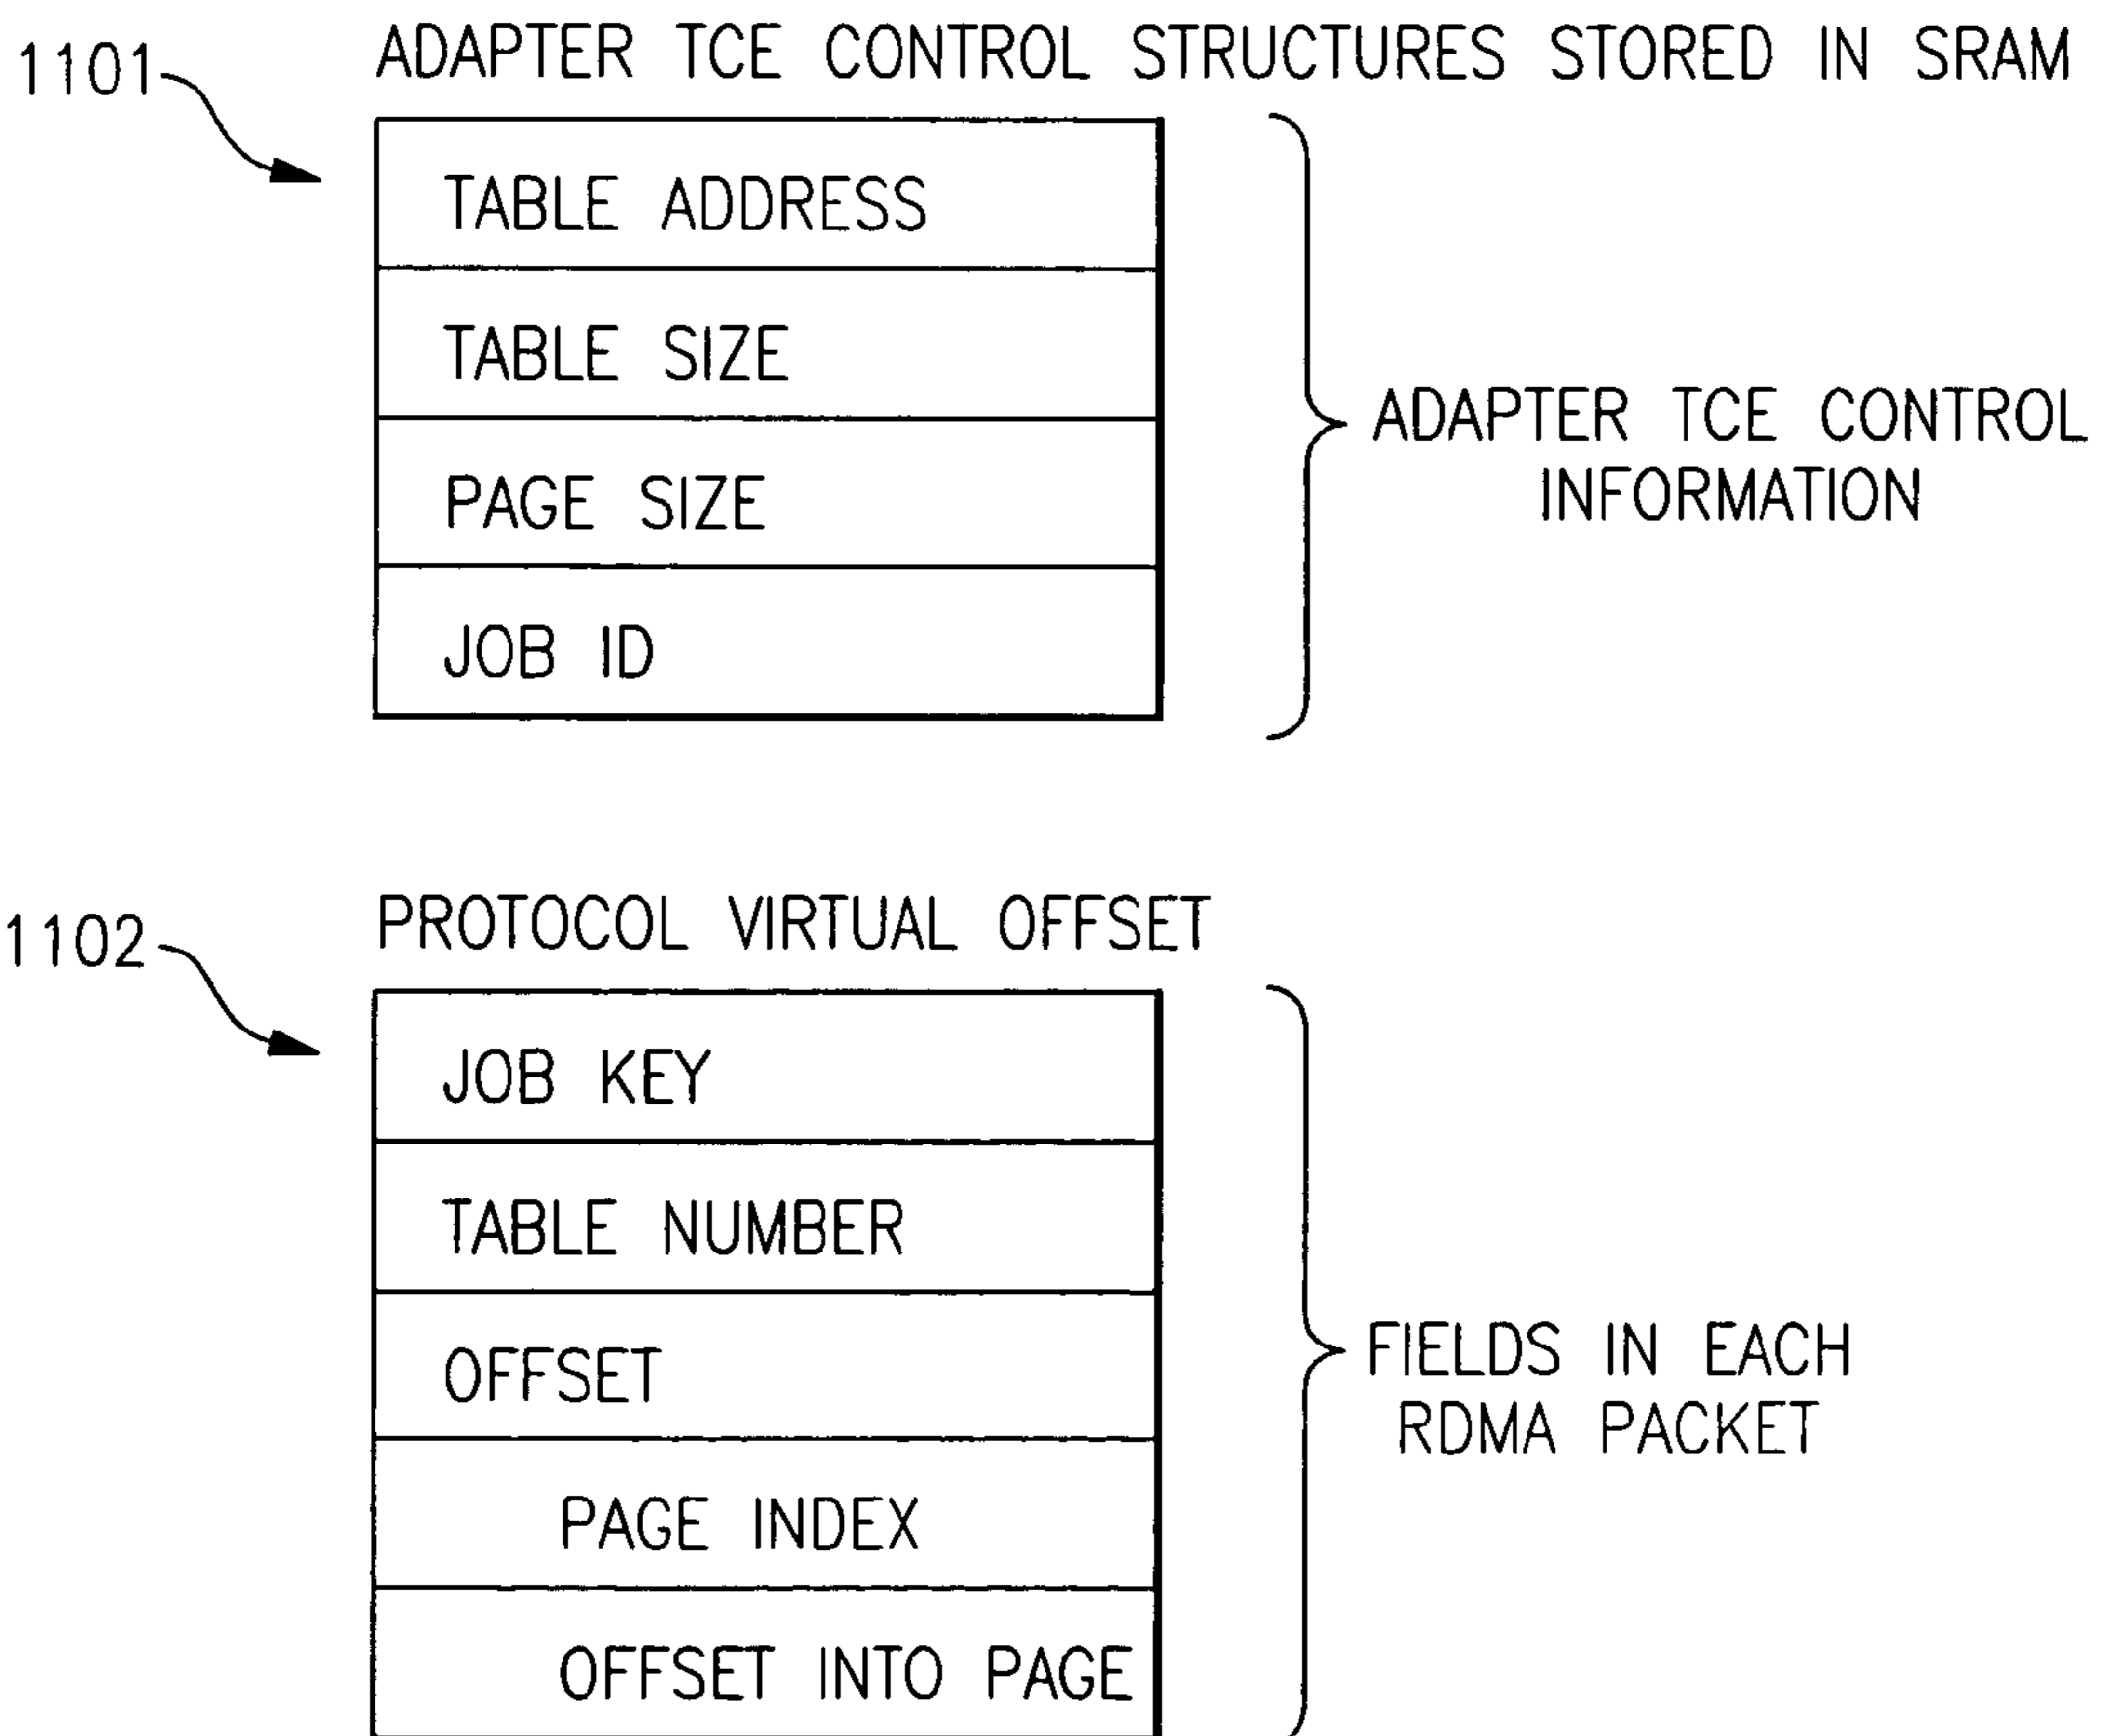 1101
ADAPTER TCE CONTROL STRUCTURES STORED IN SRAM
TABLE ADDRESS
TABLE SIZE
PAGE SIZE
JOB ID
ADAPTER TCE CONTROL
INFORMATION
1102
PROTOCOL VIRTUAL OFFSET
JOB KEY
TABLE NUMBER
OFFSET
PAGE INDEX
OFFSET INTO PAGE
FIELDS IN EACH
RDMA PACKET